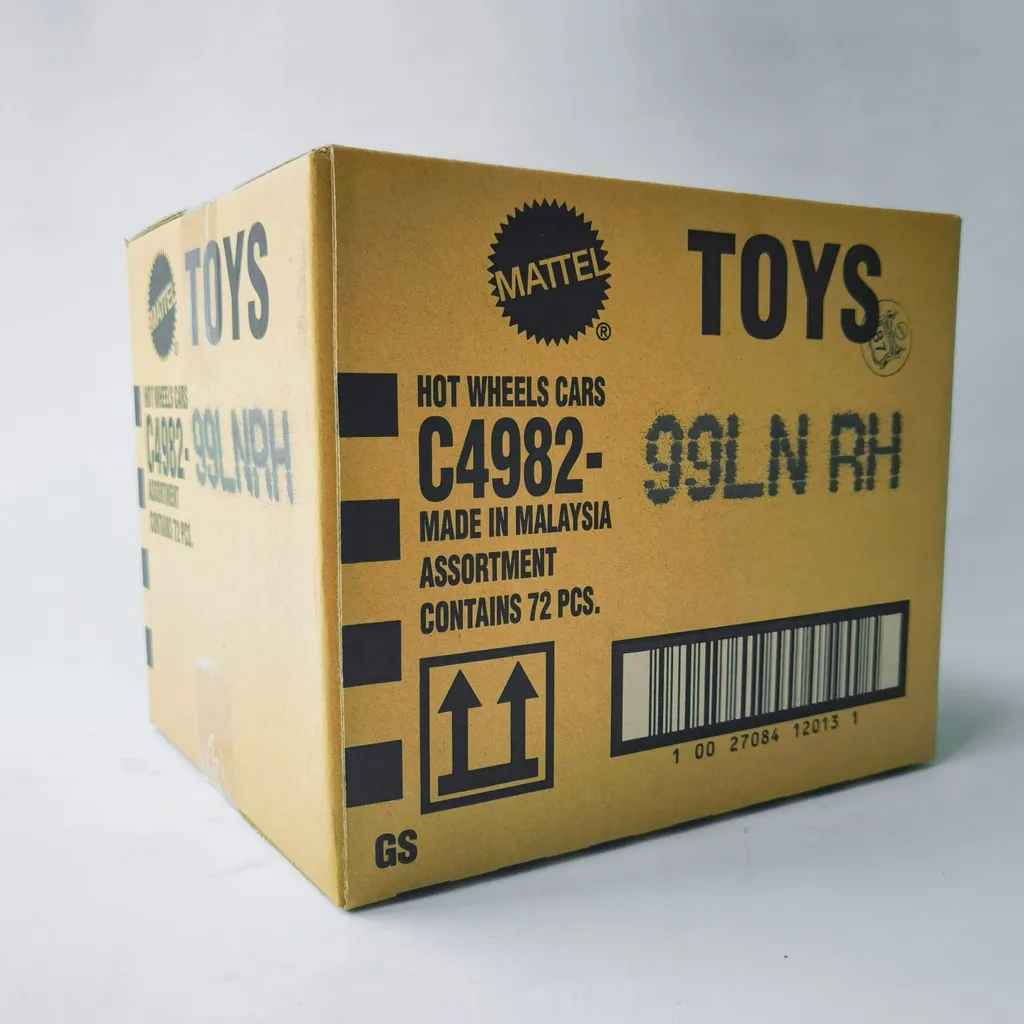 MATTEL
TOYS
HOT WHEELS CARS
C4982-
99LNRH
ASSORTMENT
CONTAINS 72 PCS.
MATTEL®
TOYS
HOT WHEELS CARS
C4982-
99LN RH
MADE IN MALAYSIA
ASSORTMENT
CONTAINS 72 PCS.
1 00 27084 12013 1
GS